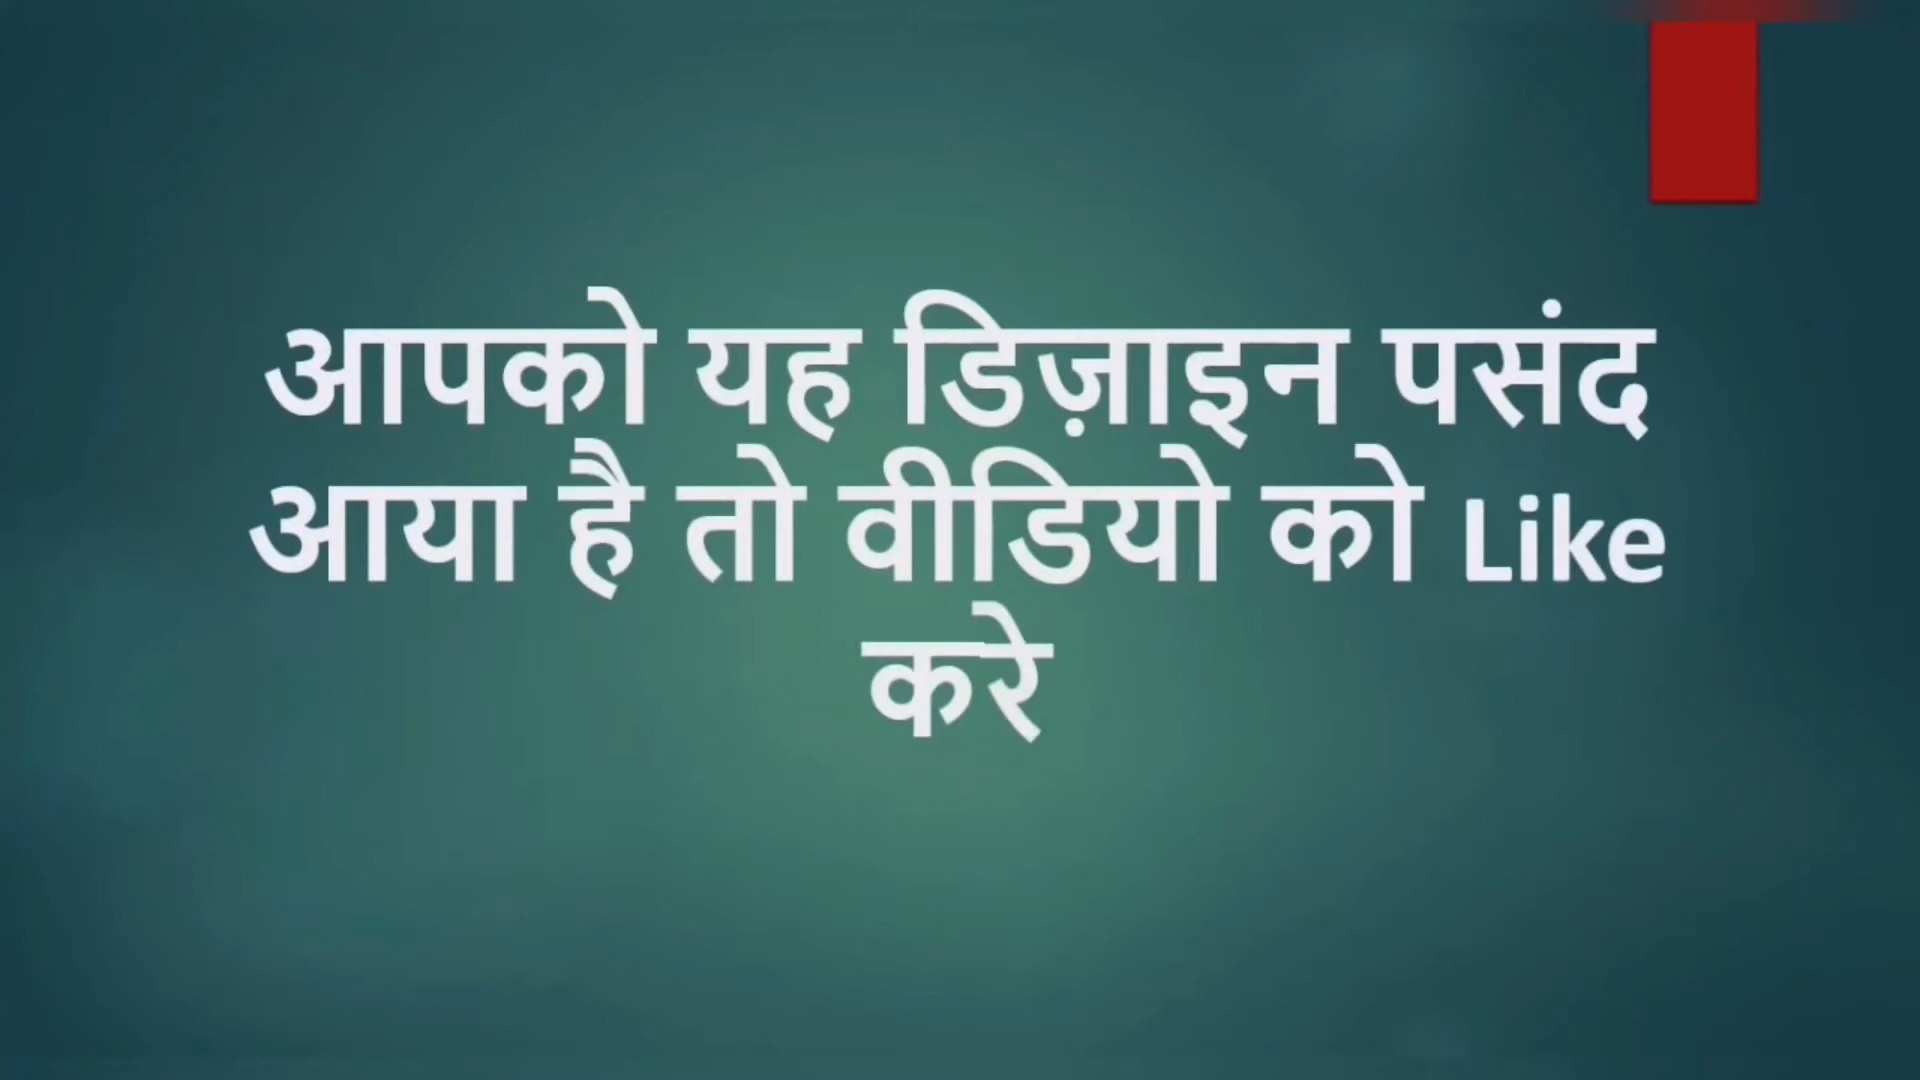 आपको यह डिज़ाइन पसंद
आया है तो वीडियो को Like
करे